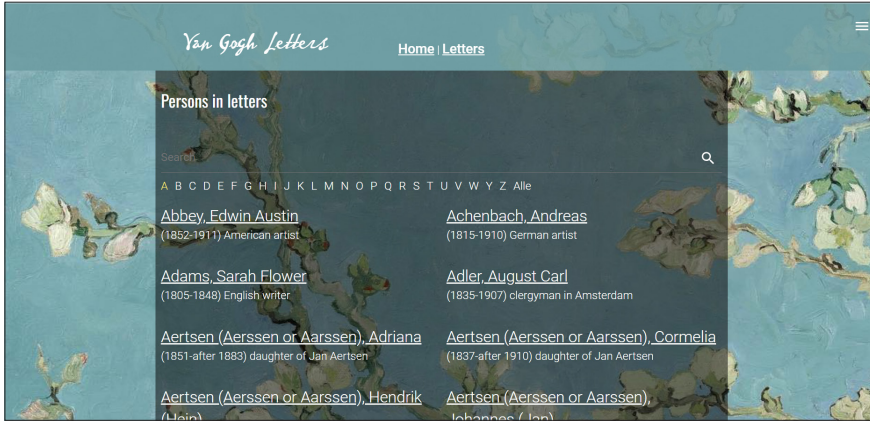 Van Gogh Letters
Home | Letters
Persons in letters
Search
A B C D E F G H I J K L M N O P Q R S T U V W Y Z Alle
Abbey, Edwin Austin
(1852-1911) American artist
Achenbach, Andreas
(1815-1910) German artist
Adams, Sarah Flower
(1805-1848) English writer
Adler, August Carl
(1835-1907) clergyman in Amsterdam
Aertsen (Aerssen or Aarssen), Adriana
(1851-after 1883) daughter of Jan Aertsen
Aertsen (Aerssen or Aarssen), Cormelia
(1837-after 1910) daughter of Jan Aertsen
Aertsen (Aerssen or Aarssen), Hendrik
(Hein)
Aertsen (Aerssen or Aarssen),
Johannes (Jan)